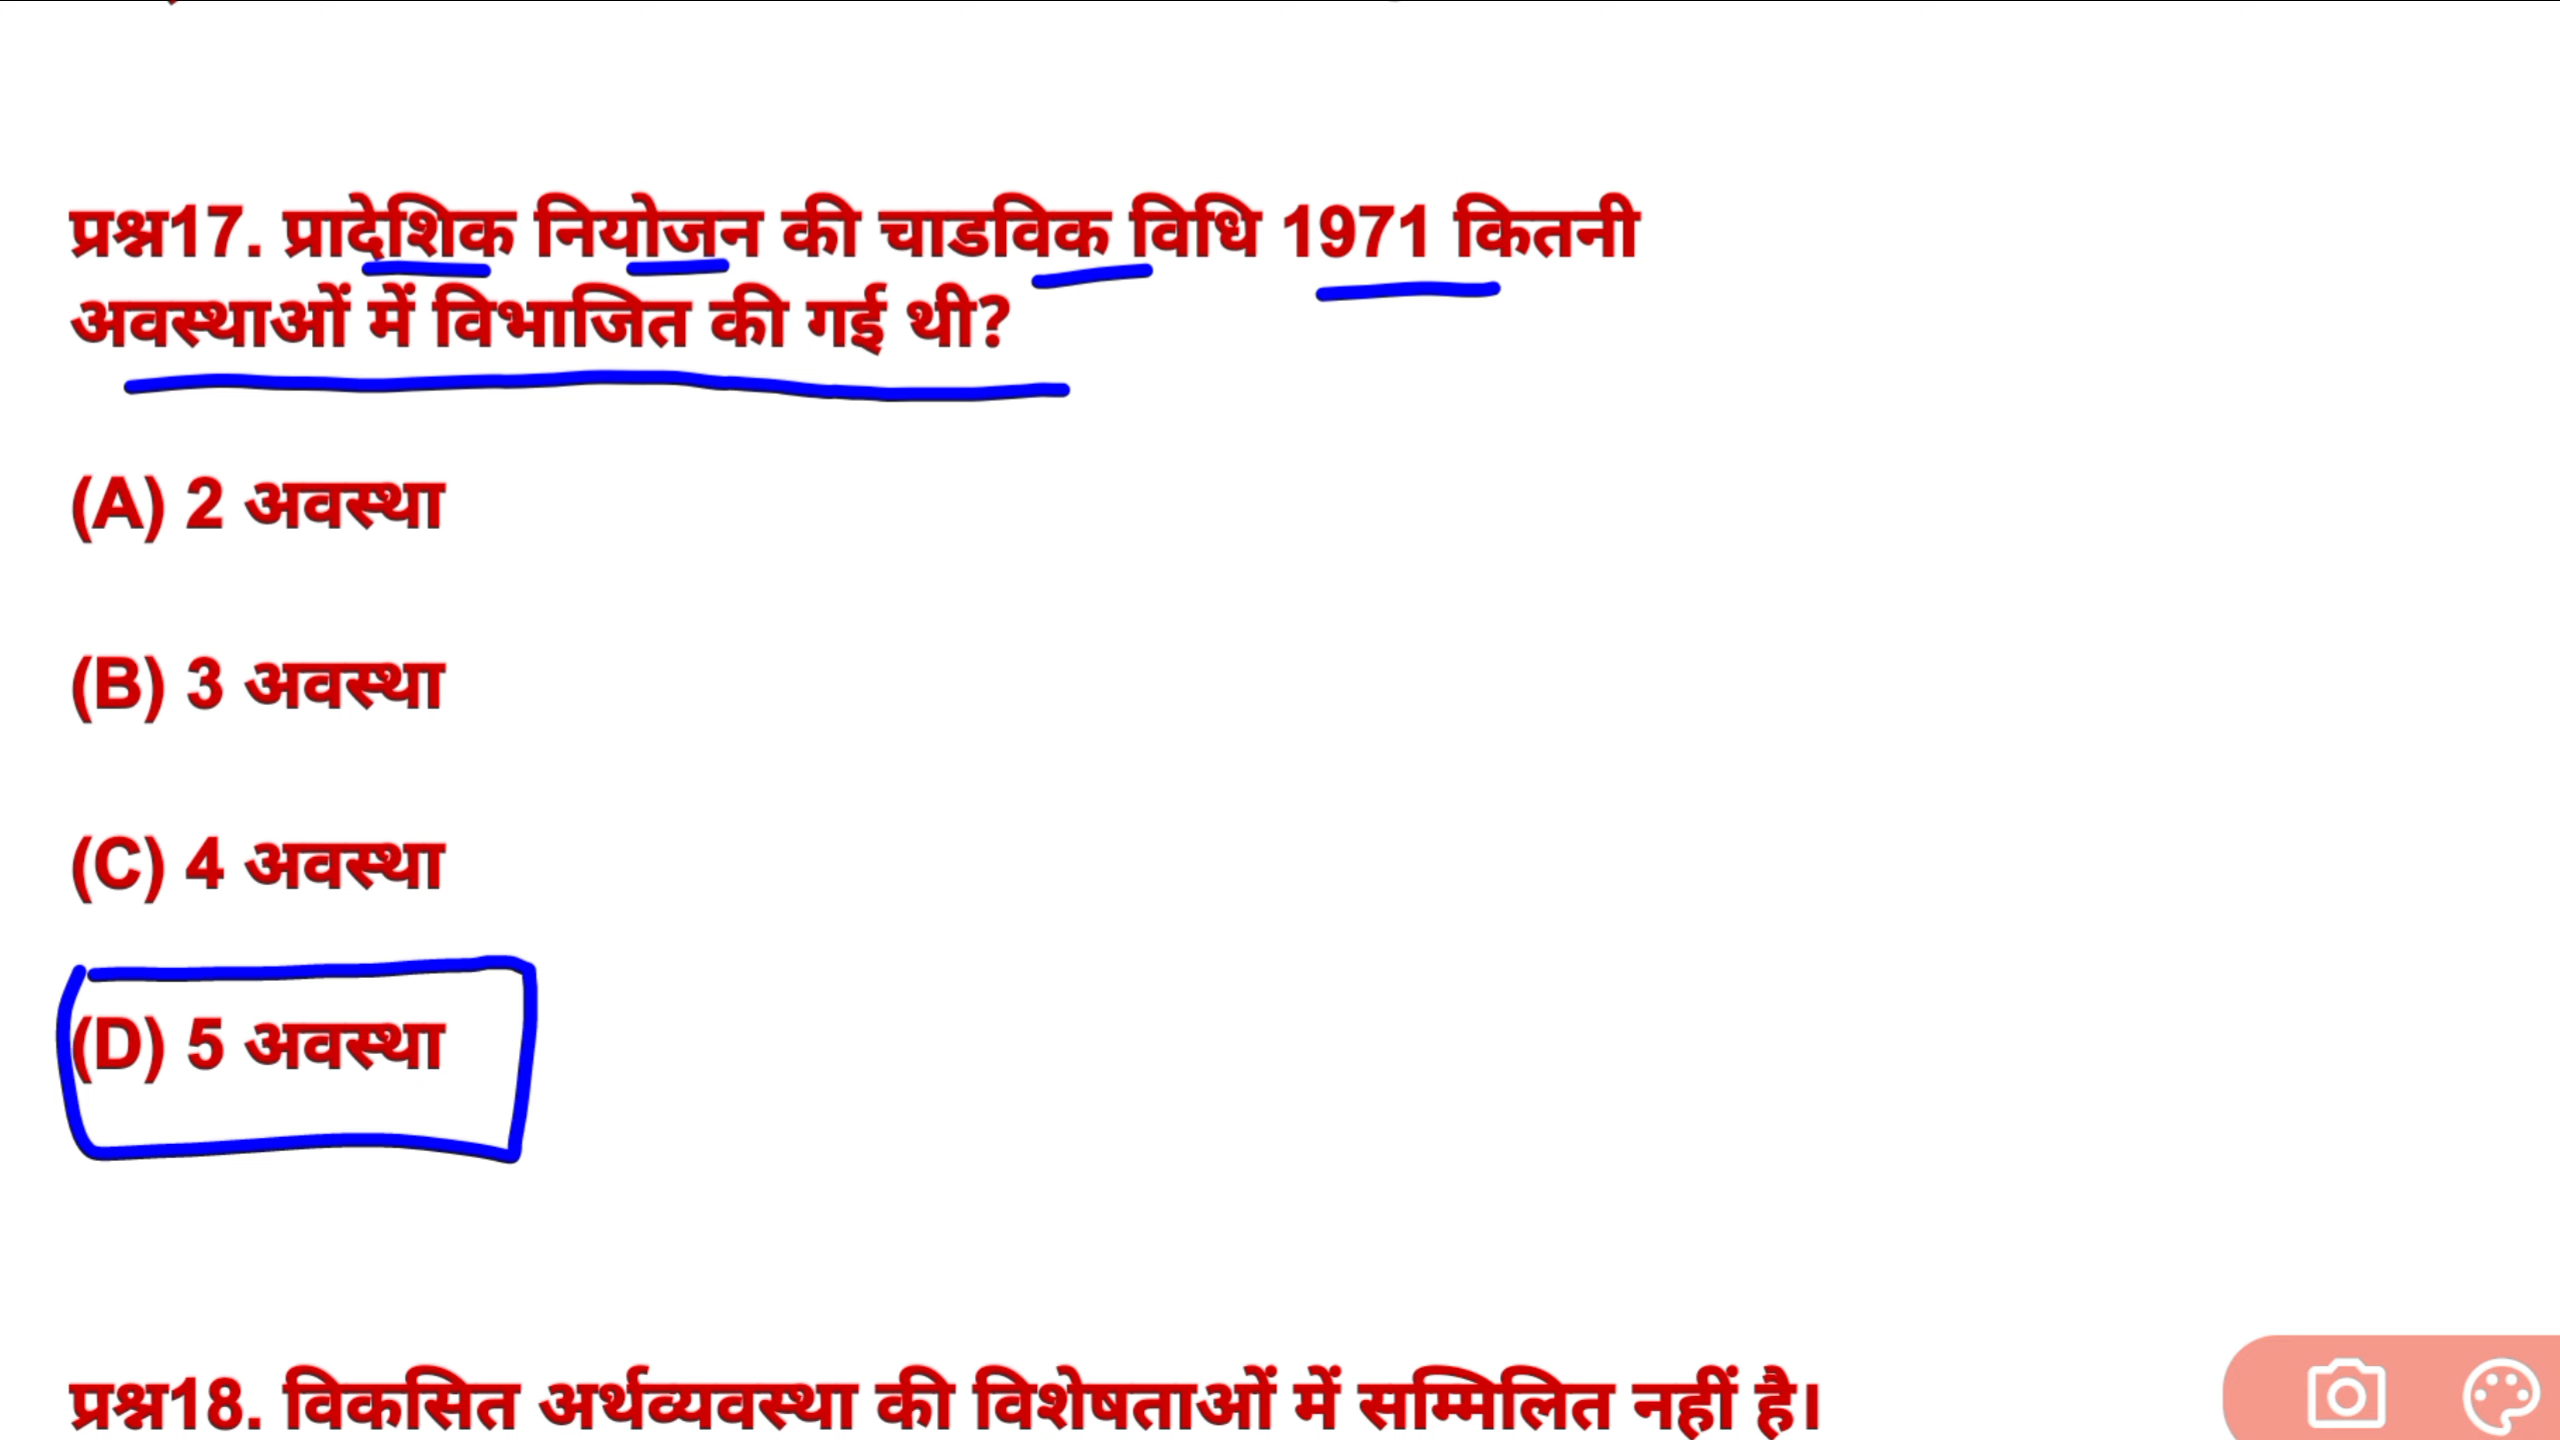 प्रश्न17. प्रादेशिक नियोजन की चाडविक विधि 1971 कितनी
अवस्थाओं में विभाजित की गई थी?
(A) 2 अवस्था
(B) 3 अवस्था
(C) 4 अवस्था
(D) 5 अवस्था
प्रश्न18. विकसित अर्थव्यवस्था की विशेषताओं में सम्मिलित नहीं है।